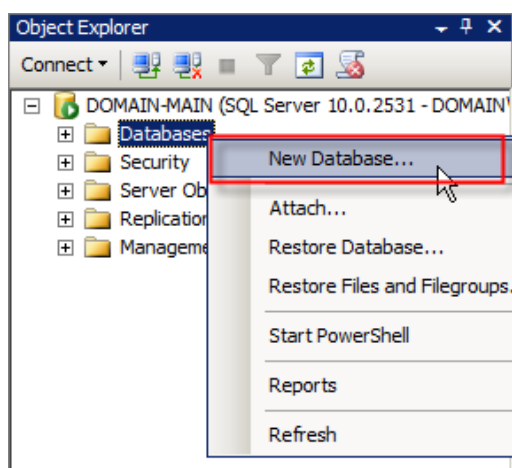 Object Explorer
Connect
DOMAIN-MAIN (SQL Server 10.0.2531 - DOMAIN\
Databases
Security
Server Ob
Replication
Manageme
New Database...
Attach...
Restore Database...
Restore Files and Filegroups.
Start PowerShell
Reports
Refresh